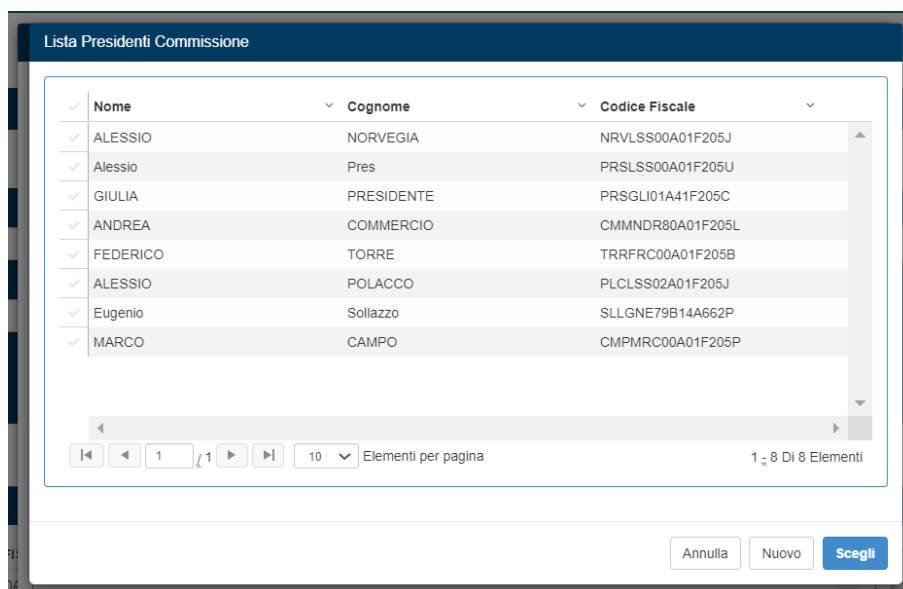 Lista Presidenti Commissione
Nome Cognome Codice Fiscale
ALESSIO NORVEGIA NRVLSS00A01F205J
Alessio Pres PRSLSS00A01F205U
GIULIA PRESIDENTE PRSGLI01A41F205C
ANDREA COMMERCIO CMMNDR80A01F205L
FEDERICO TORRE TRRFRC00A01F205B
ALESSIO POLACCO PLCLSS02A01F205J
Eugenio Sollazzo SLLGNE79B14A662P
MARCO CAMPO CMPMRC00A01F205P
1 / 1 10 Elementi per pagina 1 - 8 Di 8 Elementi
Annulla Nuovo Scegli